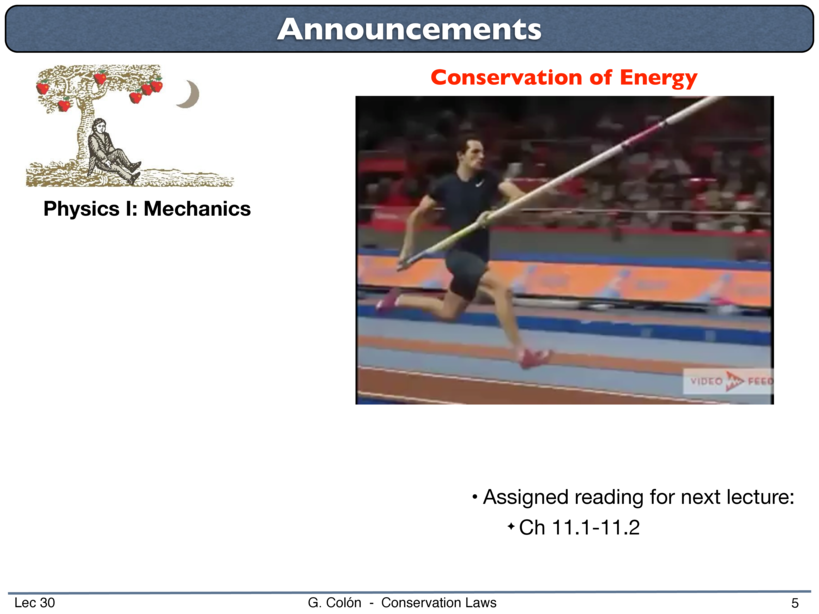 Announcements
Conservation of Energy
Physics I: Mechanics
VIDEO FEED
• Assigned reading for next lecture:
✦ Ch 11.1-11.2
Lec 30
G. Colón - Conservation Laws
5